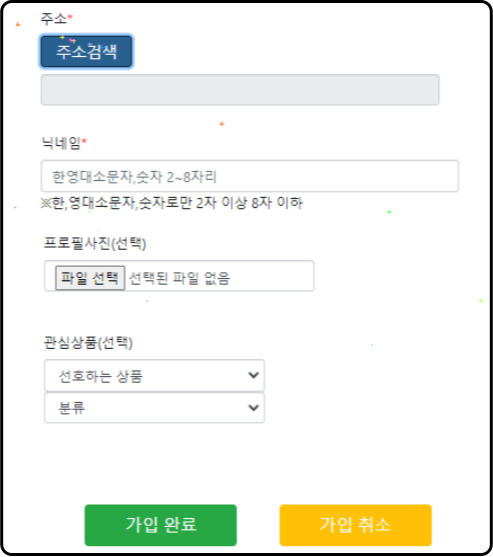 주소*
주소검색
닉네임*
한영대소문자,숫자 2~8자리
※한,영대소문자,숫자로만 2자 이상 8자 이하
프로필사진(선택)
파일 선택 선택된 파일 없음
관심상품(선택)
선호하는 상품
분류
가입 완료 가입 취소